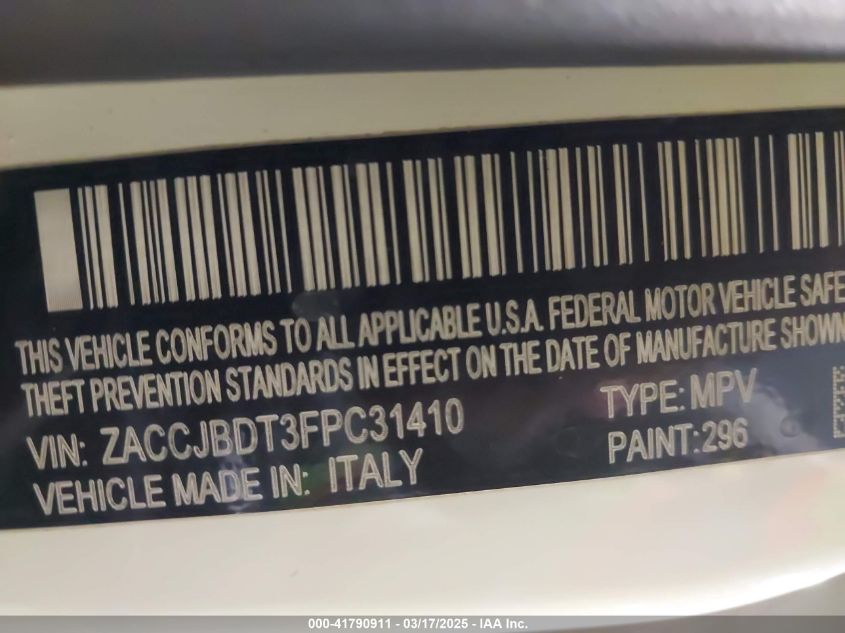 THIS VEHICLE CONFORMS TO ALL APPLICABLE U.S.A. FEDERAL MOTOR VEHICLE SAFE
THEFT PREVENTION STANDARDS IN EFFECT ON THE DATE OF MANUFACTURE SHOWN
VIN: ZACCJBDT3FPC31410 TYPE: MPV
VEHICLE MADE IN: ITALY PAINT: 296
000-41790911 - 03/17/2025 - IAA Inc.